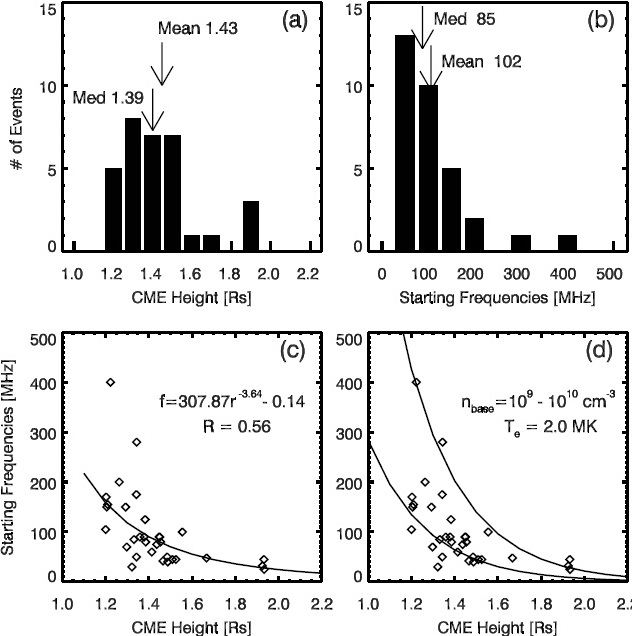 (a)
Mean 1.43
Med 1.39
15
10
5
0
# of Events
1.0 1.2 1.4 1.6 1.8 2.0 2.2
CME Height [Rs]
(b)
Med 85
Mean 102
15
10
5
0
0 100 200 300 400 500
Starting Frequencies [MHz]
(c)
f=307.87r^-3.64 - 0.14
R = 0.56
500
400
300
200
100
0
Starting Frequencies [MHz]
1.0 1.2 1.4 1.6 1.8 2.0 2.2
CME Height [Rs]
(d)
n_base=10^9 - 10^10 cm^-3
T_e = 2.0 MK
500
400
300
200
100
0
1.0 1.2 1.4 1.6 1.8 2.0 2.2
CME Height [Rs]